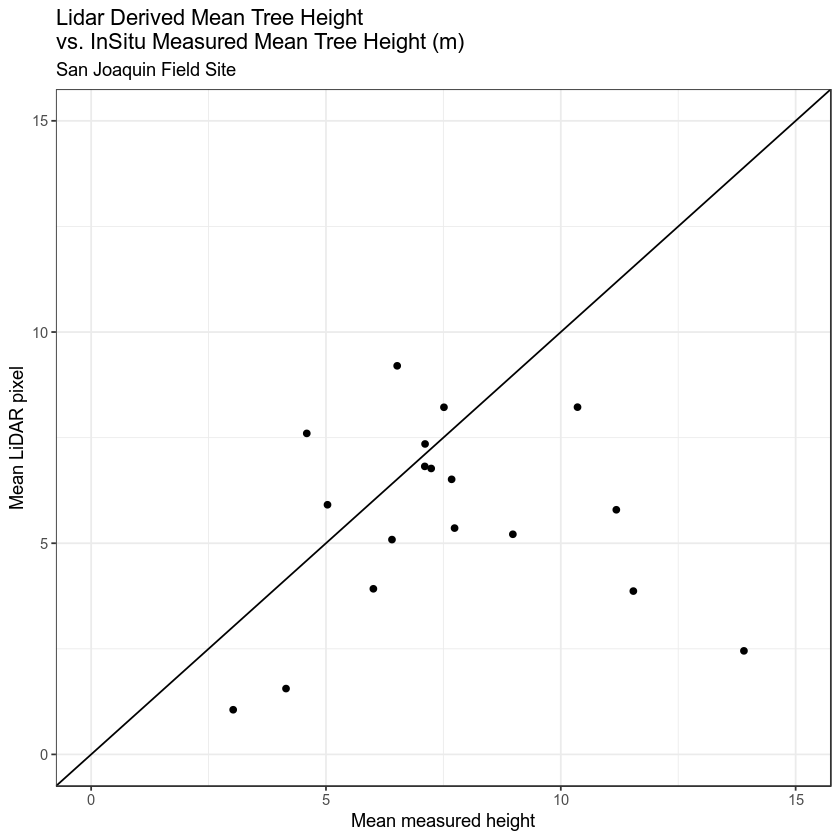 Lidar Derived Mean Tree Height
vs. InSitu Measured Mean Tree Height (m)
San Joaquin Field Site
15
10
5
0
Mean LiDAR pixel
0 5 10 15
Mean measured height